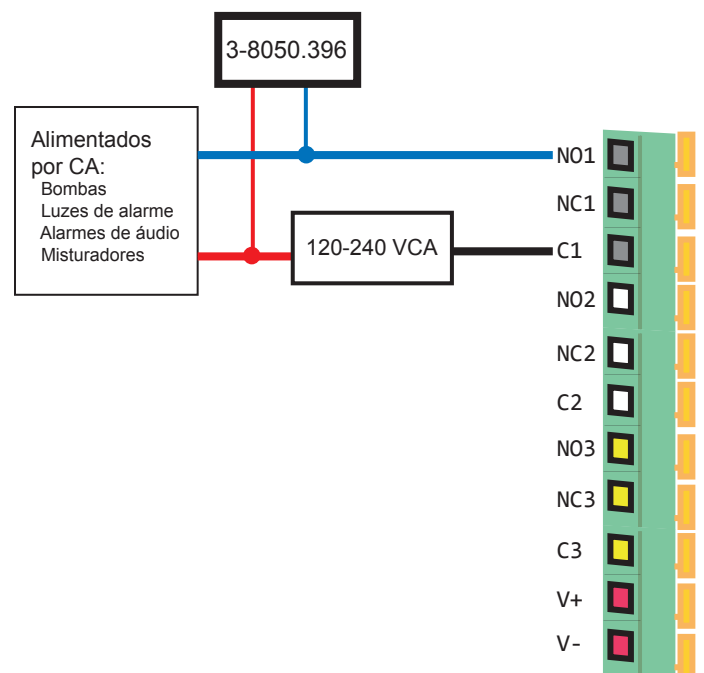 3-8050.396
Alimentados
por CA:
Bombas
Luzes de alarme
Alarmes de áudio
Misturadores
120-240 VCA
NO1
NC1
C1
NO2
NC2
C2
NO3
NC3
C3
V+
V-